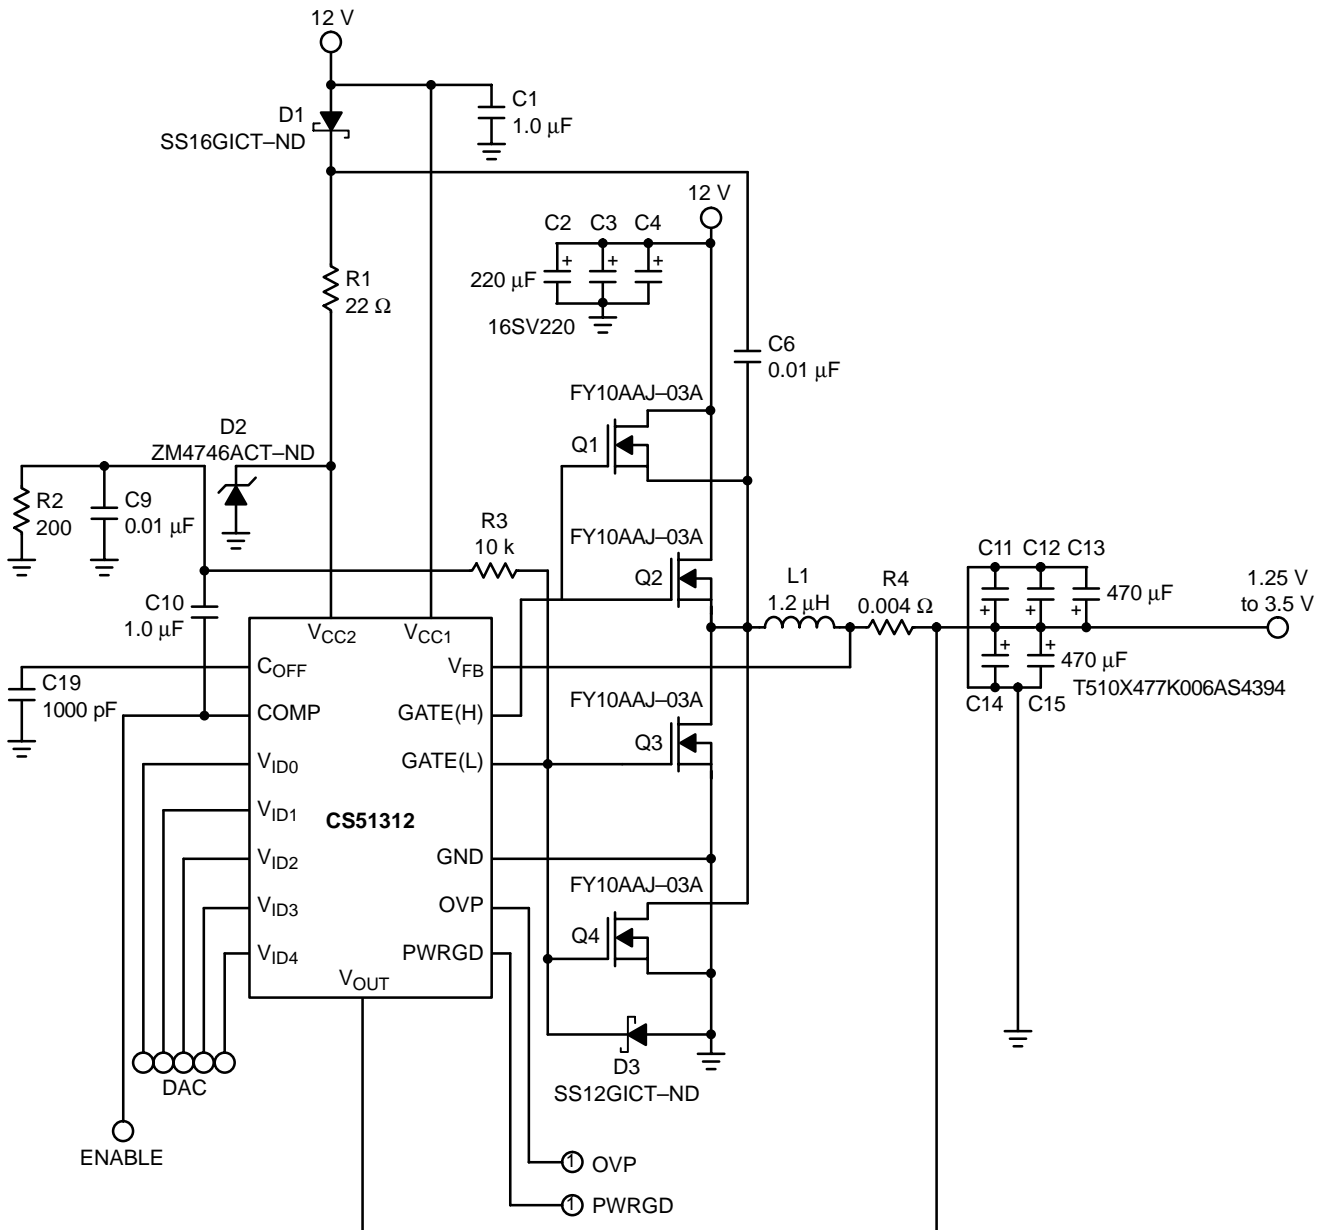 12 V
D1
SS16GICT–ND
C1
1.0 μF
12 V
C2 C3 C4
220 μF
16SV220
R1
22 Ω
C6
0.01 μF
FY10AAJ–03A
Q1
D2
ZM4746ACT–ND
R2
200
C9
0.01 μF
R3
10 k
FY10AAJ–03A
Q2
L1
1.2 μH
R4
0.004 Ω
C11 C12 C13
470 μF
1.25 V
to 3.5 V
C10
1.0 μF
VCC2
VCC1
COFF
VFB
C19
1000 pF
COMP
GATE(H)
FY10AAJ–03A
Q3
470 μF
T510X477K006AS4394
C14 C15
VID0
GATE(L)
VID1
CS51312
VID2
GND
FY10AAJ–03A
VID3
OVP
Q4
VID4
PWRGD
VOUT
DAC
D3
SS12GICT–ND
ENABLE
1 OVP
1 PWRGD